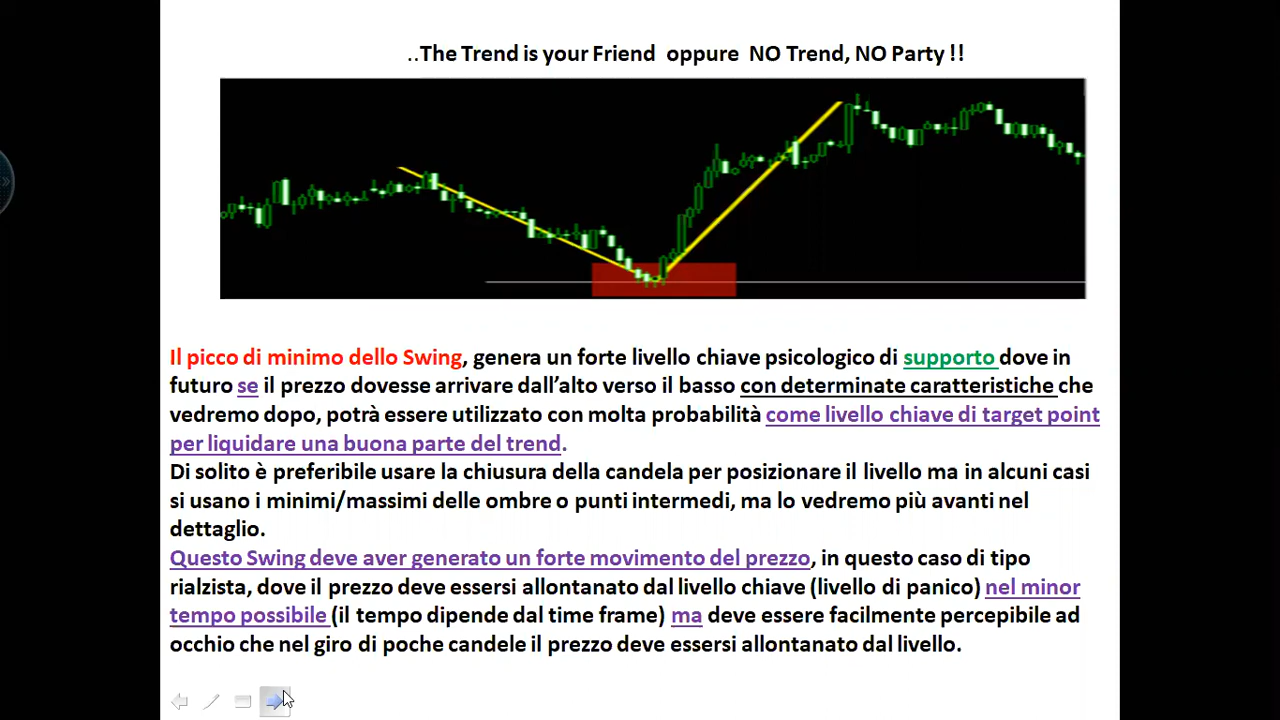 ..The Trend is your Friend oppure NO Trend, NO Party !!
Il picco di minimo dello Swing, genera un forte livello chiave psicologico di supporto dove in
futuro se il prezzo dovesse arrivare dall’alto verso il basso con determinate caratteristiche che
vedremo dopo, potrà essere utilizzato con molta probabilità come livello chiave di target point
per liquidare una buona parte del trend.
Di solito è preferibile usare la chiusura della candela per posizionare il livello ma in alcuni casi
si usano i minimi/massimi delle ombre o punti intermedi, ma lo vedremo più avanti nel
dettaglio.
Questo Swing deve aver generato un forte movimento del prezzo, in questo caso di tipo
rialzista, dove il prezzo deve essersi allontanato dal livello chiave (livello di panico) nel minor
tempo possibile (il tempo dipende dal time frame) ma deve essere facilmente percepibile ad
occhio che nel giro di poche candele il prezzo deve essersi allontanato dal livello.